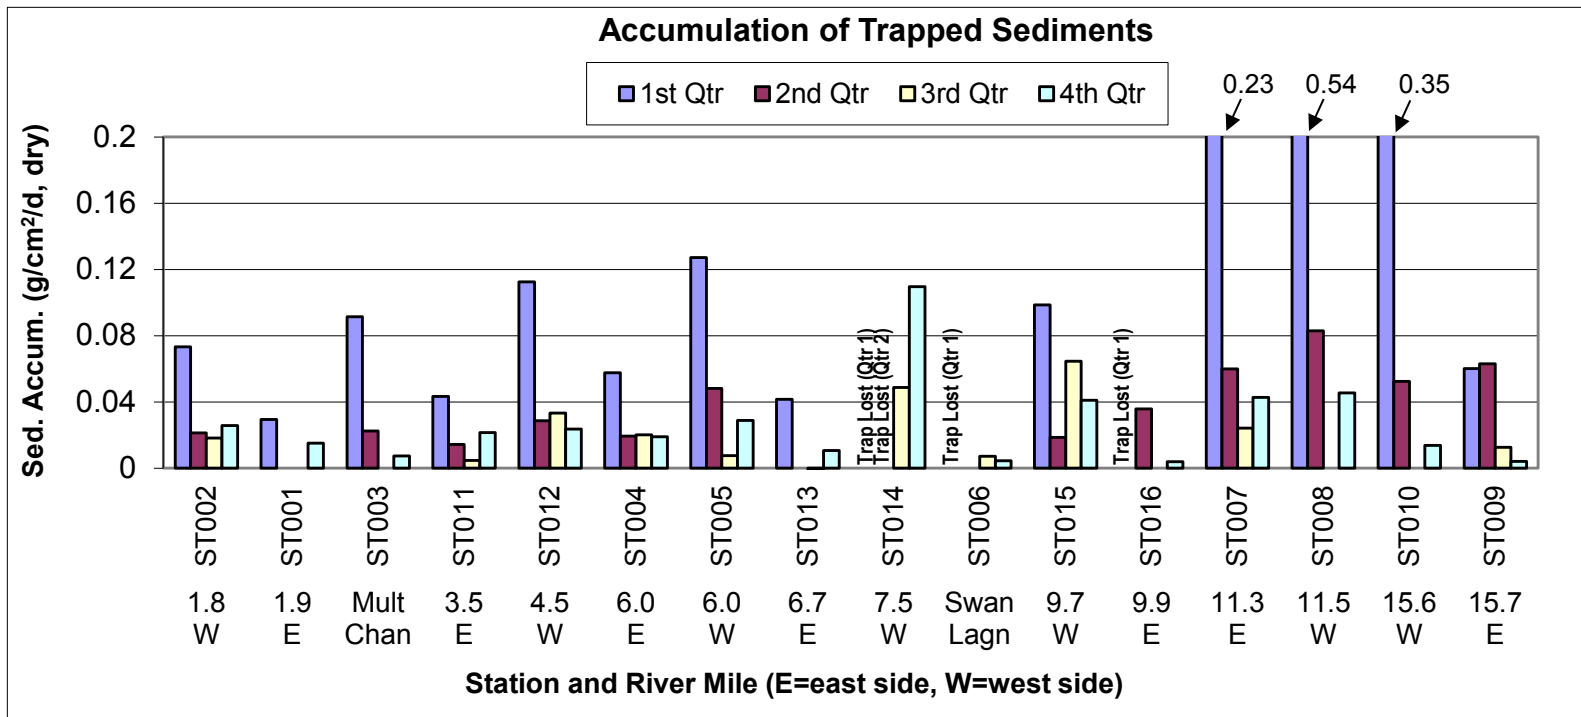 Accumulation of Trapped Sediments
1st Qtr 2nd Qtr 3rd Qtr 4th Qtr
0.23 0.54 0.35
Sed. Accum. (g/cm²/d, dry)
0.2
0.16
0.12
0.08
0.04
0
Trap Lost (Qtr 1)
Trap Lost (Qtr 2)
Trap Lost (Qtr 1)
Trap Lost (Qtr 1)
ST002 ST001 ST003 ST011 ST012 ST004 ST005 ST013 ST014 ST006 ST015 ST016 ST007 ST008 ST010 ST009
1.8 1.9 Mult 3.5 4.5 6.0 6.0 6.7 7.5 Swan 9.7 9.9 11.3 11.5 15.6 15.7
W E Chan E W E W E W Lagn W E E W W E
Station and River Mile (E=east side, W=west side)